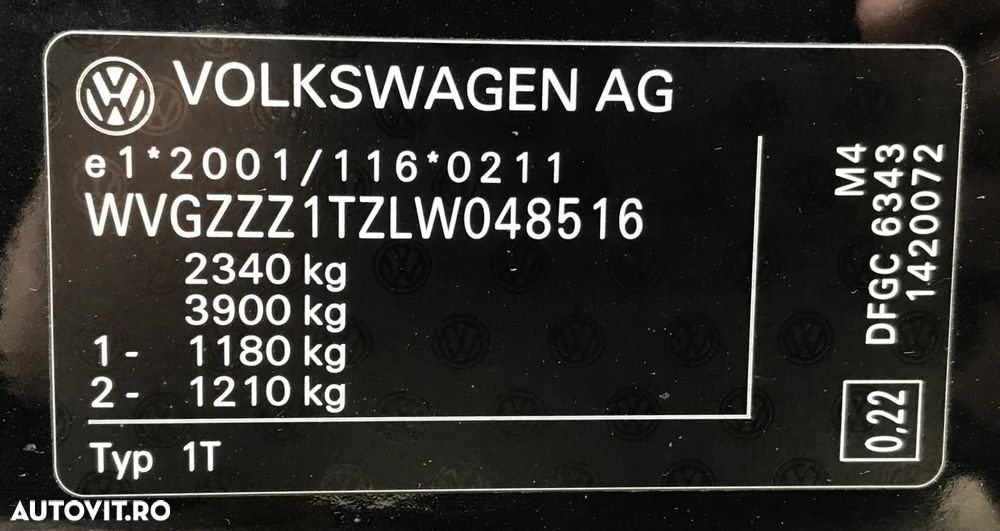 VOLKSWAGEN AG
e1*2001/116*0211
WVGZZZ1TZLW048516
2340 kg
3900 kg
1- 1180 kg
2- 1210 kg
Typ 1T
M4
DFGC 6343
1420072
0,22
AUTOVIT.RO